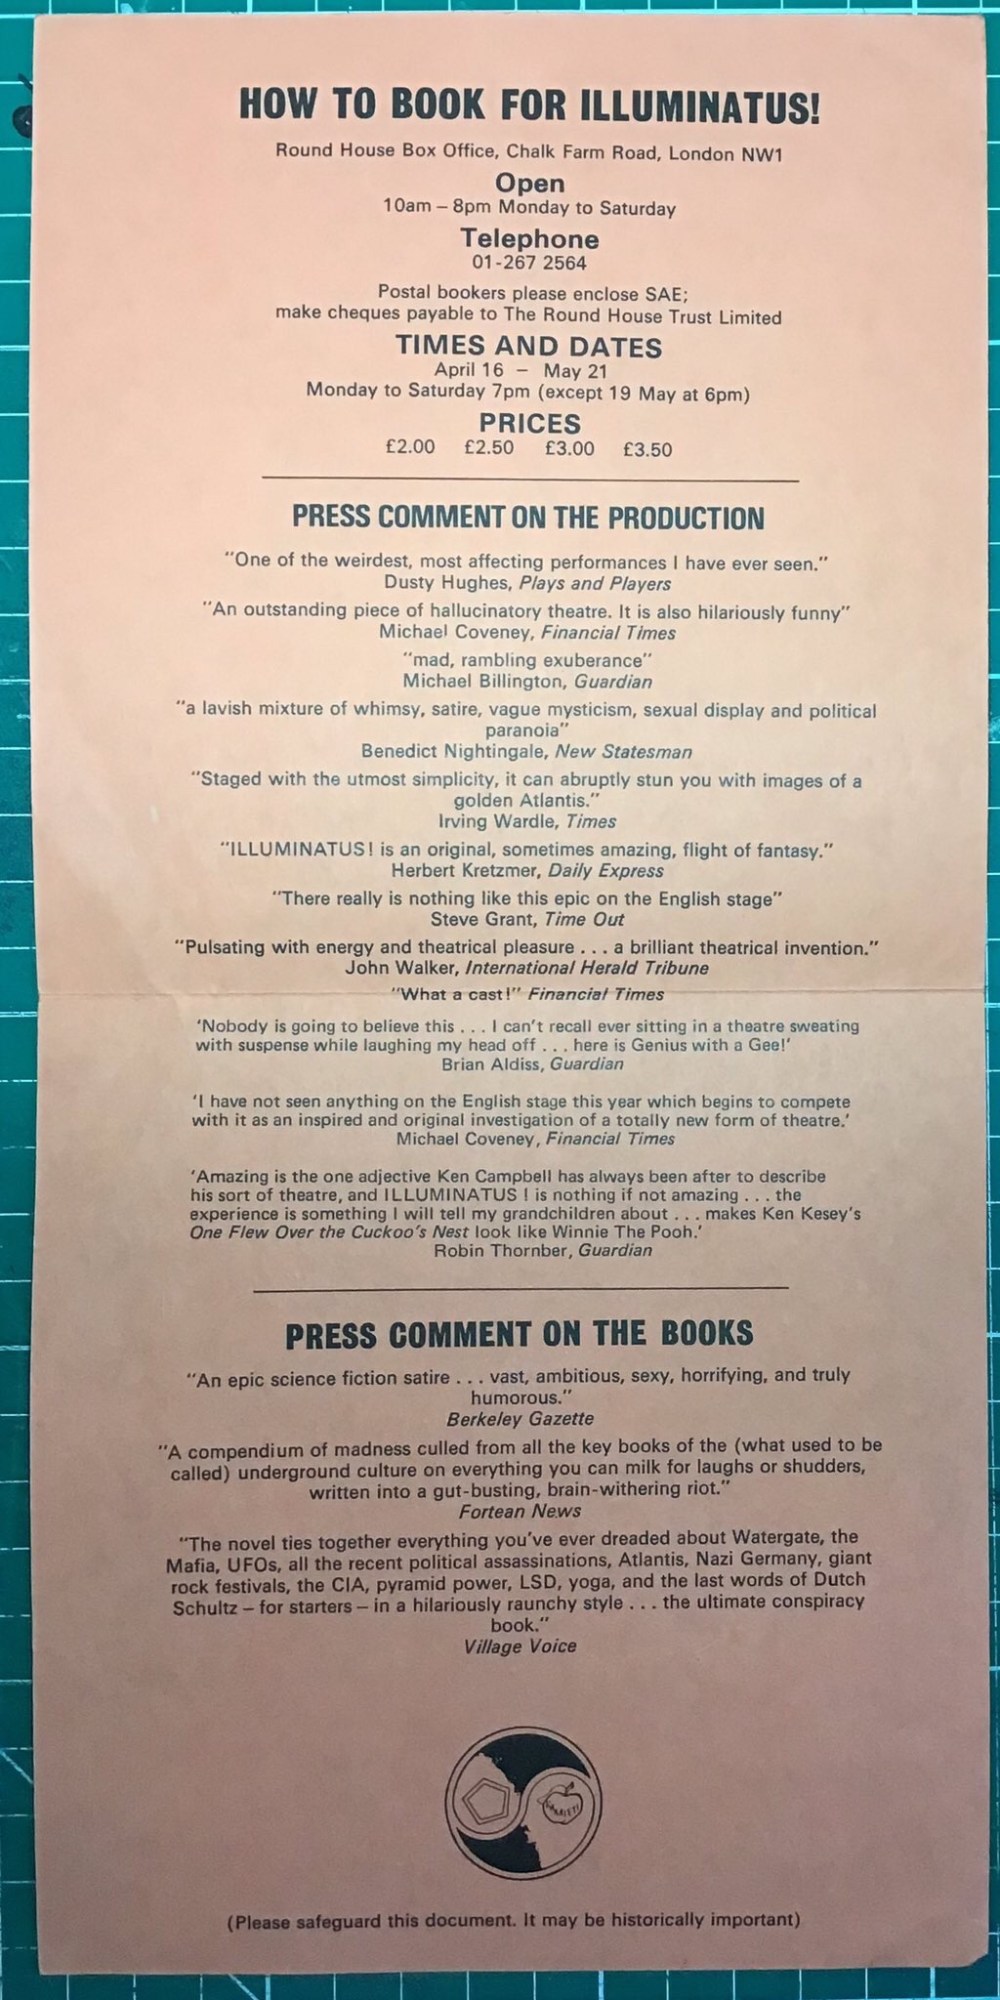 HOW TO BOOK FOR ILLUMINATUS!
Round House Box Office, Chalk Farm Road, London NW1
Open
10am – 8pm Monday to Saturday
Telephone
01-267 2564
Postal bookers please enclose SAE;
make cheques payable to The Round House Trust Limited
TIMES AND DATES
April 16 – May 21
Monday to Saturday 7pm (except 19 May at 6pm)
PRICES
£2.00 £2.50 £3.00 £3.50
PRESS COMMENT ON THE PRODUCTION
"One of the weirdest, most affecting performances I have ever seen."
Dusty Hughes, Plays and Players
"An outstanding piece of hallucinatory theatre. It is also hilariously funny"
Michael Coveney, Financial Times
"mad, rambling exuberance"
Michael Billington, Guardian
"a lavish mixture of whimsy, satire, vague mysticism, sexual display and political
paranoia"
Benedict Nightingale, New Statesman
"Staged with the utmost simplicity, it can abruptly stun you with images of a
golden Atlantis."
Irving Wardle, Times
"ILLUMINATUS! is an original, sometimes amazing, flight of fantasy."
Herbert Kretzmer, Daily Express
"There really is nothing like this epic on the English stage"
Steve Grant, Time Out
"Pulsating with energy and theatrical pleasure . . . a brilliant theatrical invention."
John Walker, International Herald Tribune
"What a cast!" Financial Times
'Nobody is going to believe this . . . I can't recall ever sitting in a theatre sweating
with suspense while laughing my head off . . . here is Genius with a Gee!'
Brian Aldiss, Guardian
'I have not seen anything on the English stage this year which begins to compete
with it as an inspired and original investigation of a totally new form of theatre.'
Michael Coveney, Financial Times
'Amazing is the one adjective Ken Campbell has always been after to describe
his sort of theatre, and ILLUMINATUS ! is nothing if not amazing . . . the
experience is something I will tell my grandchildren about . . . makes Ken Kesey's
One Flew Over the Cuckoo's Nest look like Winnie The Pooh.'
Robin Thornber, Guardian
PRESS COMMENT ON THE BOOKS
"An epic science fiction satire . . . vast, ambitious, sexy, horrifying, and truly
humorous."
Berkeley Gazette
"A compendium of madness culled from all the key books of the (what used to be
called) underground culture on everything you can milk for laughs or shudders,
written into a gut-busting, brain-withering riot."
Fortean News
"The novel ties together everything you've ever dreaded about Watergate, the
Mafia, UFOs, all the recent political assassinations, Atlantis, Nazi Germany, giant
rock festivals, the CIA, pyramid power, LSD, yoga, and the last words of Dutch
Schultz – for starters – in a hilariously raunchy style . . . the ultimate conspiracy
book."
Village Voice
(Please safeguard this document. It may be historically important)